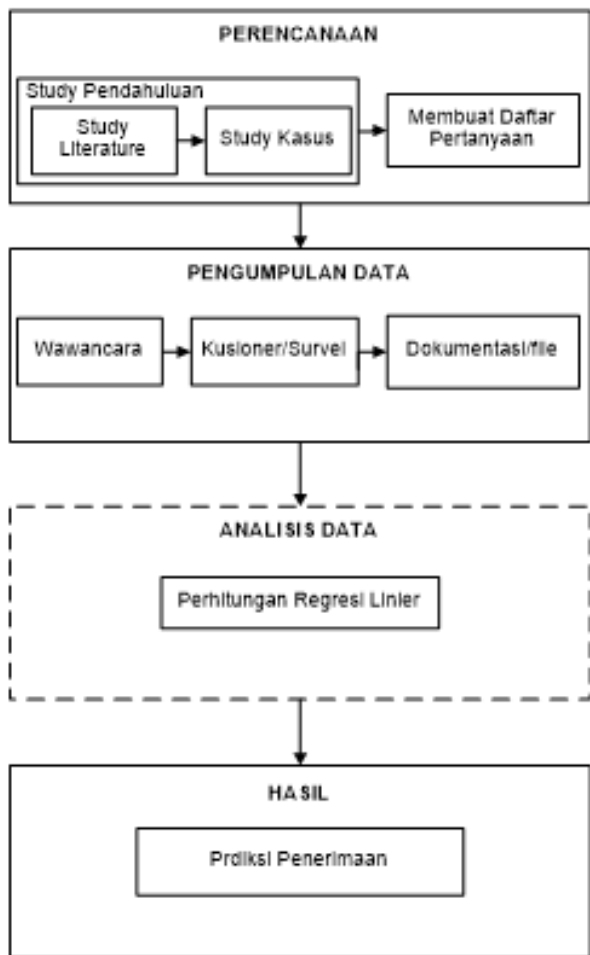 PERENCANAAN
Study Pendahuluan
Study
Literature
Study Kasus
Membuat Daftar
Pertanyaan
PENGUMPULAN DATA
Wawancara
Kusioner/Survei
Dokumentasi/file
ANALISIS DATA
Perhitungan Regresi Linier
HASIL
Prdiksi Penerimaan